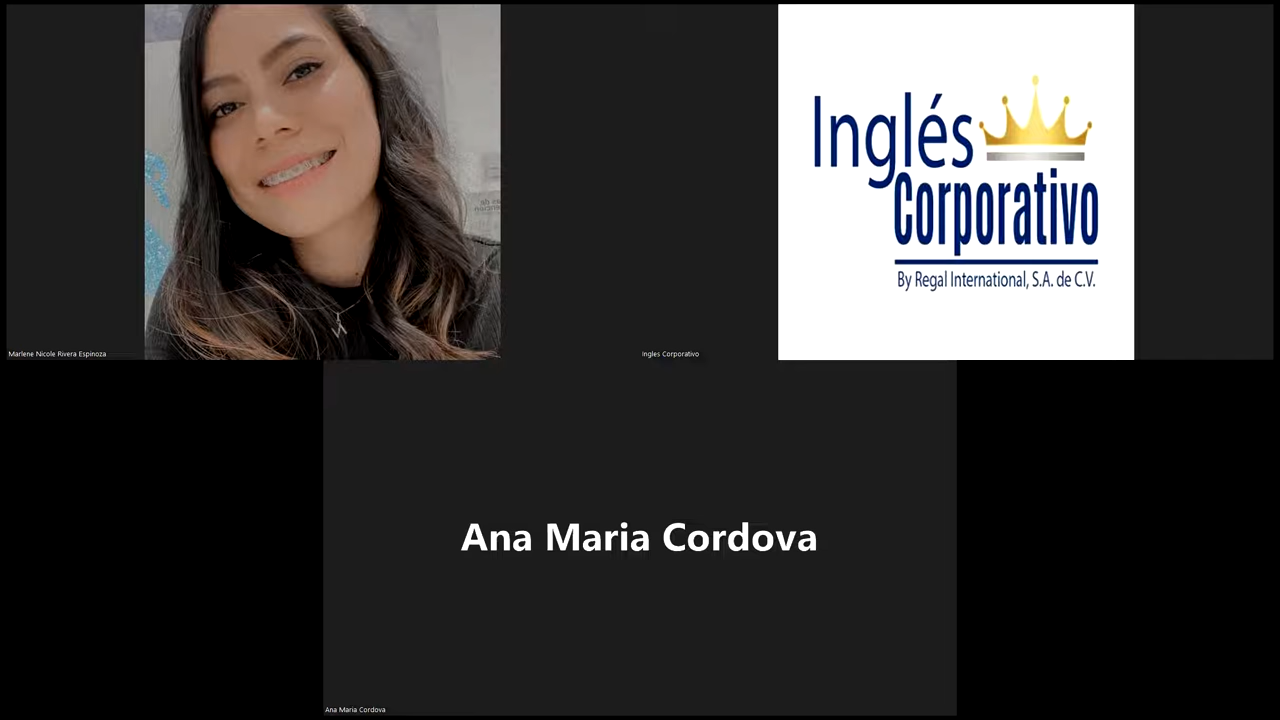 Inglés
Corporativo
By Regal International, S.A. de C.V.
Marlene Nicole Rivera Espinoza
Ingles Corporativo
Ana Maria Cordova
Ana Maria Cordova